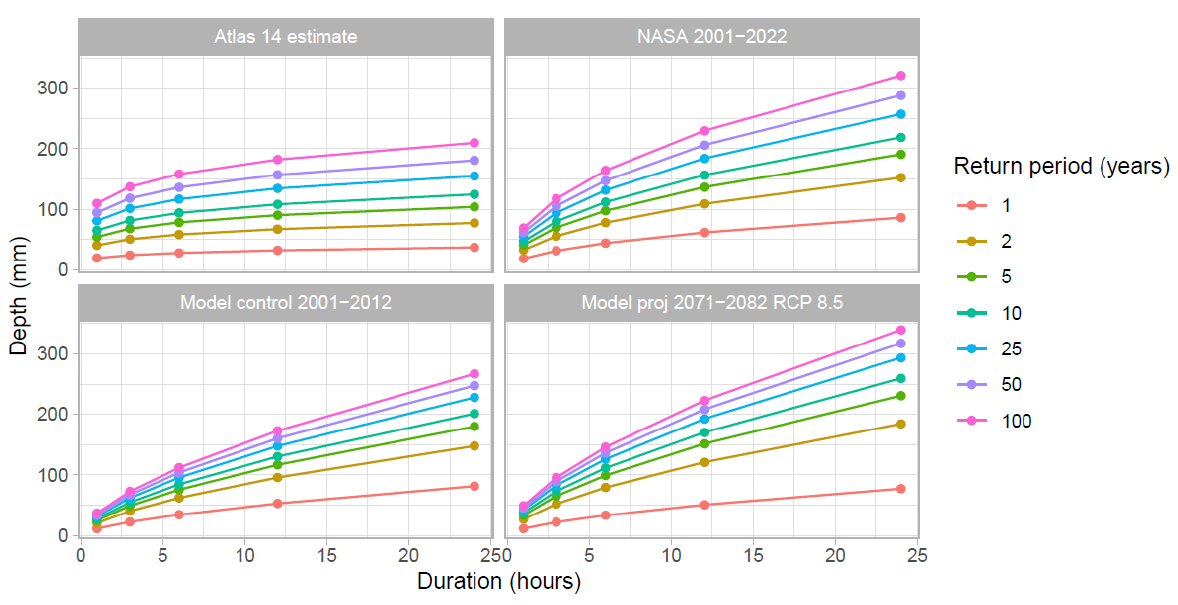 Atlas 14 estimate
NASA 2001−2022
300
200
100
0
Model control 2001−2012
Model proj 2071−2082 RCP 8.5
300
200
100
0
Depth (mm)
0 5 10 15 20 25
0 5 10 15 20 25
Duration (hours)
Return period (years)
1
2
5
10
25
50
100